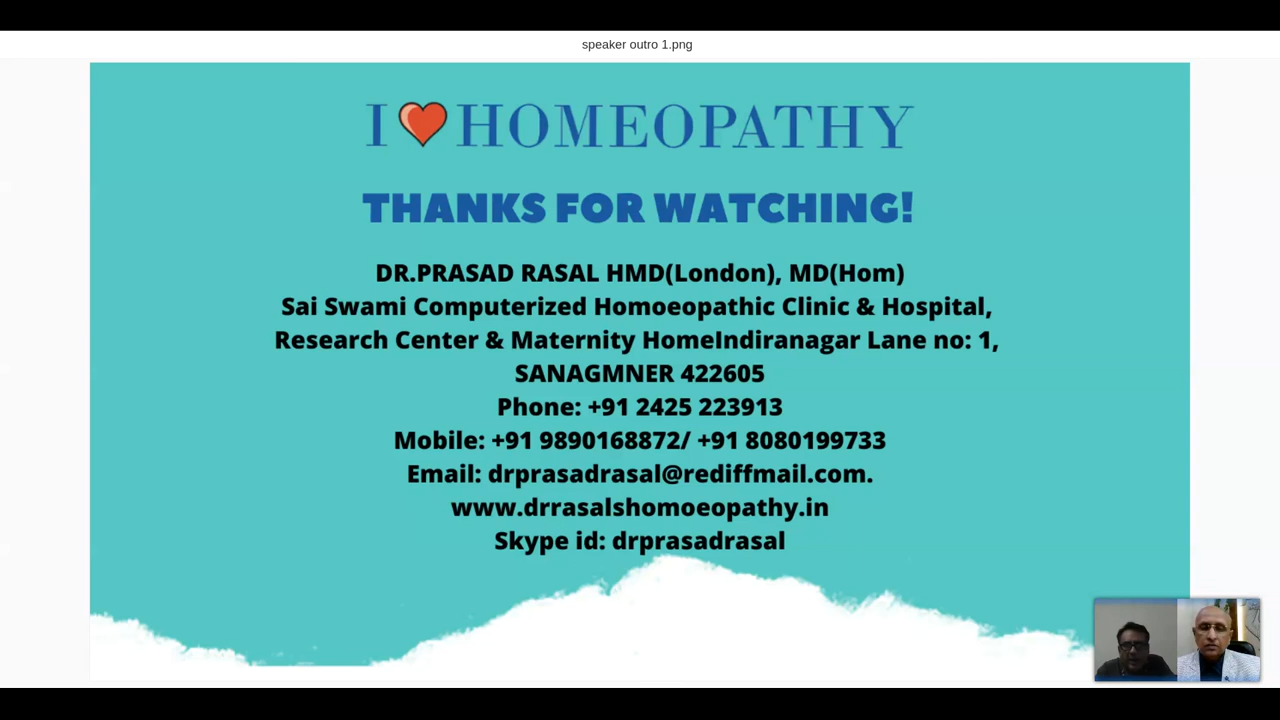 speaker outro 1.png
I ❤ HOMEOPATHY
THANKS FOR WATCHING!
DR.PRASAD RASAL HMD(London), MD(Hom)
Sai Swami Computerized Homoeopathic Clinic & Hospital,
Research Center & Maternity HomeIndiranagar Lane no: 1,
SANAGMNER 422605
Phone: +91 2425 223913
Mobile: +91 9890168872/ +91 8080199733
Email: drprasadrasal@rediffmail.com.
www.drrasalshomoeopathy.in
Skype id: drprasadrasal